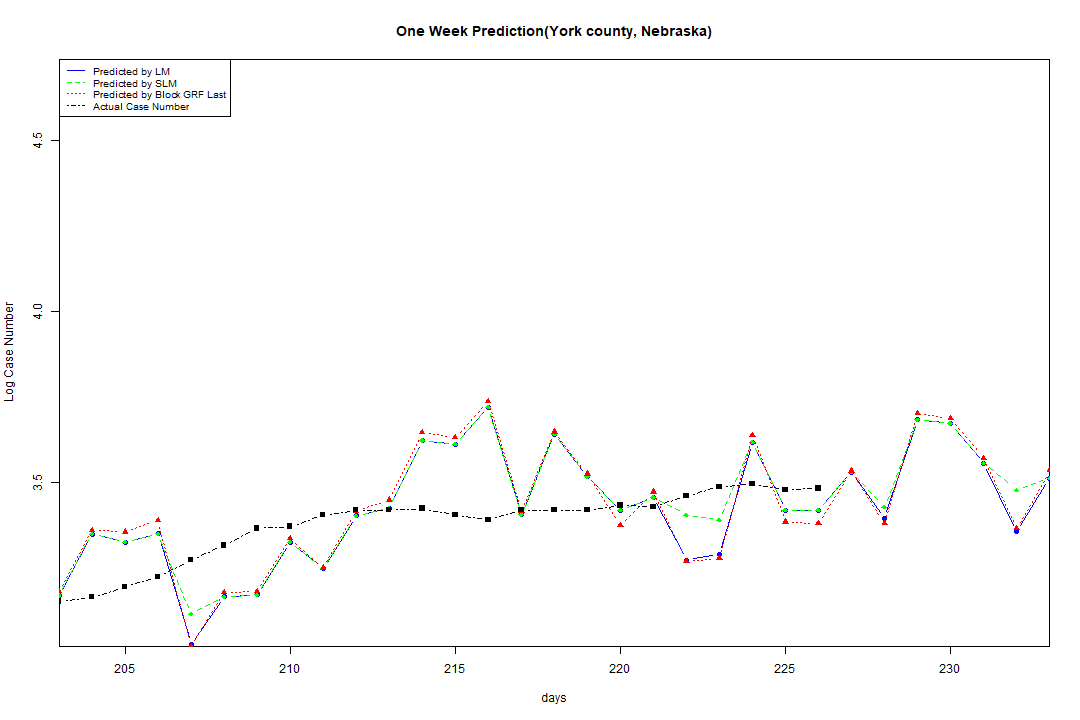 One Week Prediction(York county, Nebraska)
Predicted by LM
Predicted by SLM
Predicted by Block GRF Last
Actual Case Number
4.5
4.0
3.5
Log Case Number
205 210 215 220 225 230
days